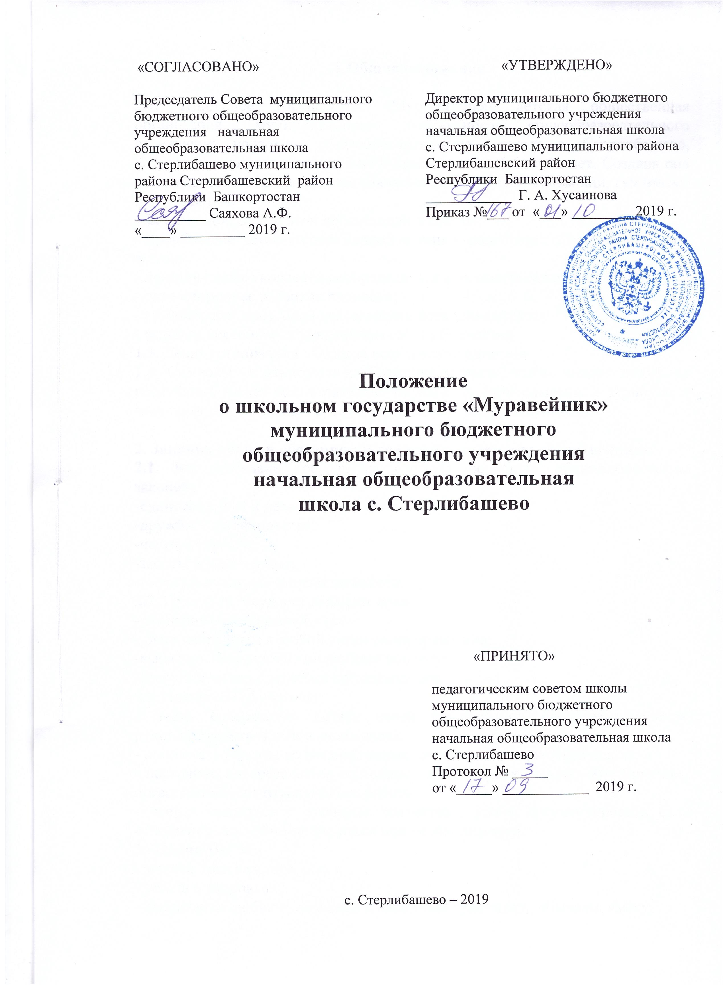 «СОГЛАСОВАНО»
Председатель Совета муниципального
бюджетного общеобразовательного
учреждения начальная
общеобразовательная школа
с. Стерлибашево муниципального
района Стерлибашевский район
Республики Башкортостан
__________ Саяхова А.Ф.
«____» _________ 2019 г.
«УТВЕРЖДЕНО»
Директор муниципального бюджетного
общеобразовательного учреждения
начальная общеобразовательная школа
с. Стерлибашево муниципального района
Стерлибашевский район
Республики Башкортостан
____________ Г. А. Хусаинова
Приказ № 167 от «01» 10 2019 г.
Положение
о школьном государстве «Муравейник»
муниципального бюджетного
общеобразовательного учреждения
начальная общеобразовательная
школа с. Стерлибашево
«ПРИНЯТО»
педагогическим советом школы
муниципального бюджетного
общеобразовательного учреждения
начальная общеобразовательная школа
с. Стерлибашево
Протокол № 3
от «17» 09 2019 г.
с. Стерлибашево – 2019